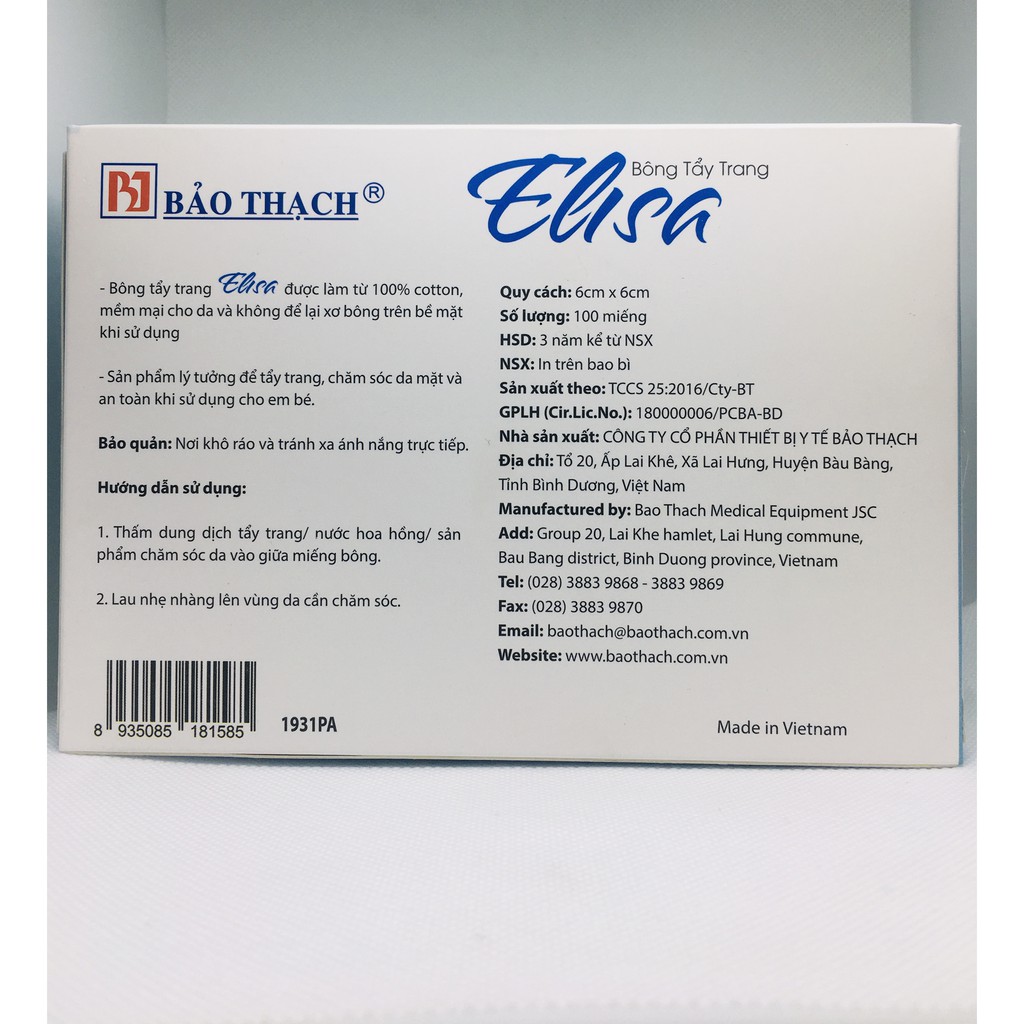 BJ BẢO THẠCH ®
Bông Tẩy Trang
Elisa
- Bông tẩy trang Elisa được làm từ 100% cotton,
mềm mại cho da và không để lại xơ bông trên bề mặt
khi sử dụng
- Sản phẩm lý tưởng để tẩy trang, chăm sóc da mặt và
an toàn khi sử dụng cho em bé.
Bảo quản: Nơi khô ráo và tránh xa ánh nắng trực tiếp.
Hướng dẫn sử dụng:
1. Thấm dung dịch tẩy trang/ nước hoa hồng/ sản
phẩm chăm sóc da vào giữa miếng bông.
2. Lau nhẹ nhàng lên vùng da cần chăm sóc.
8 935085 181585
1931PA
Quy cách: 6cm x 6cm
Số lượng: 100 miếng
HSD: 3 năm kể từ NSX
NSX: In trên bao bì
Sản xuất theo: TCCS 25:2016/Cty-BT
GPLH (Cir.Lic.No.): 180000006/PCBA-BD
Nhà sản xuất: CÔNG TY CỔ PHẦN THIẾT BỊ Y TẾ BẢO THẠCH
Địa chỉ: Tổ 20, Ấp Lai Khê, Xã Lai Hưng, Huyện Bàu Bàng,
Tỉnh Bình Dương, Việt Nam
Manufactured by: Bao Thach Medical Equipment JSC
Add: Group 20, Lai Khe hamlet, Lai Hung commune,
Bau Bang district, Binh Duong province, Vietnam
Tel: (028) 3883 9868 - 3883 9869
Fax: (028) 3883 9870
Email: baothach@baothach.com.vn
Website: www.baothach.com.vn
Made in Vietnam